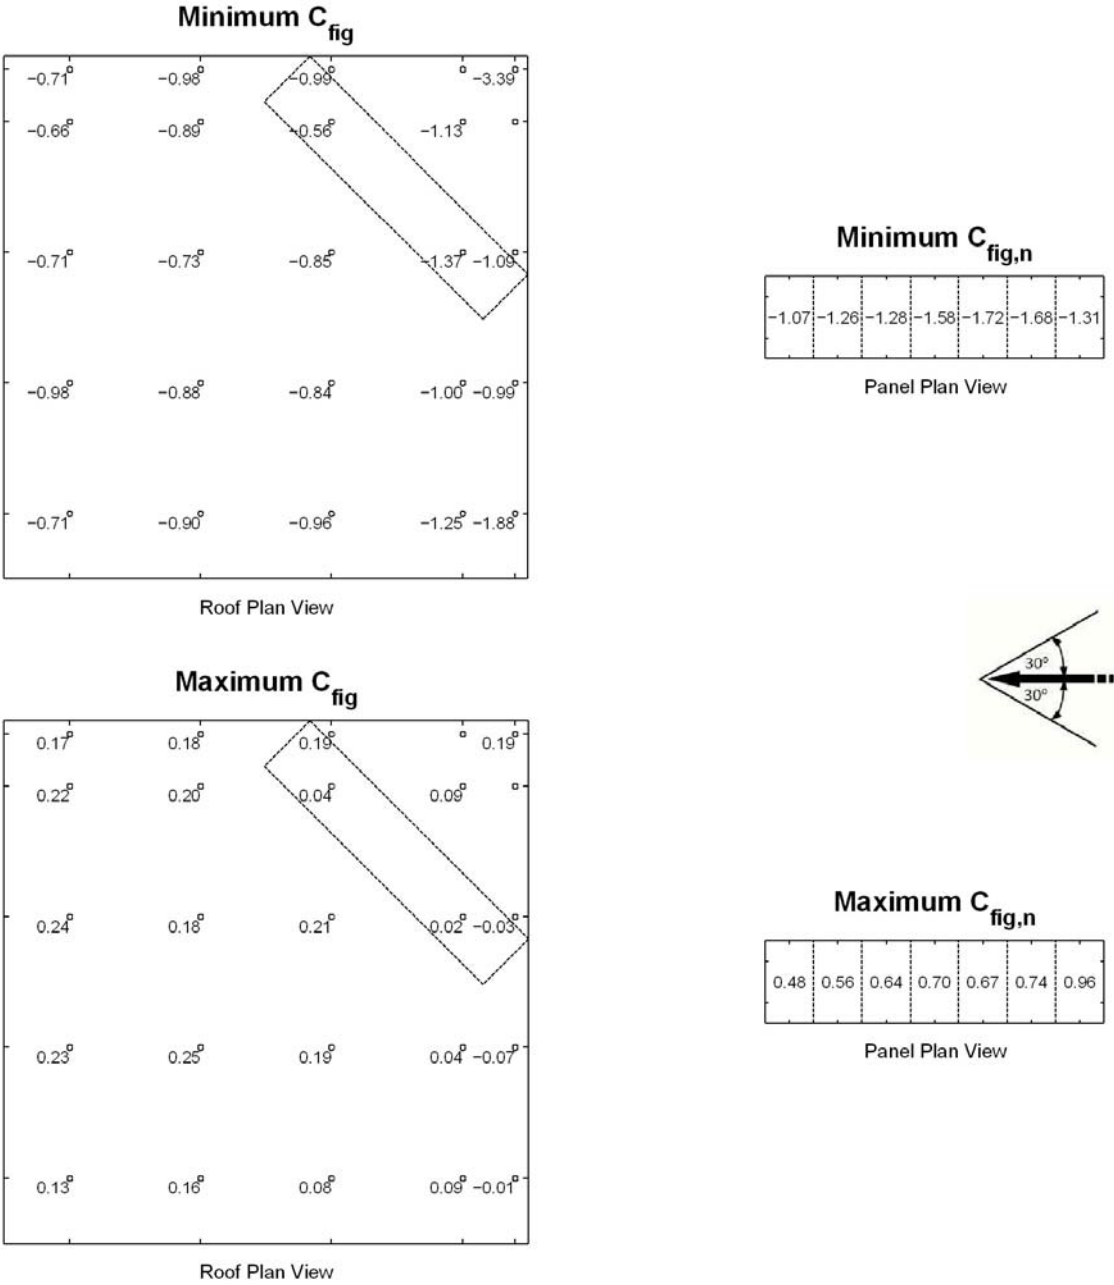 Minimum Cfig
−0.71 −0.98 −0.99 −3.39
−0.66 −0.89 −0.56 −1.13
−0.71 −0.73 −0.85 −1.37 −1.09
−0.98 −0.88 −0.84 −1.00 −0.99
−0.71 −0.90 −0.96 −1.25 −1.88
Roof Plan View
Minimum Cfig,n
−1.07 −1.26 −1.28 −1.58 −1.72 −1.68 −1.31
Panel Plan View
30º
30º
Maximum Cfig
0.17 0.18 0.19 0.19
0.22 0.20 0.04 0.09
0.24 0.18 0.21 0.02 −0.03
0.23 0.25 0.19 0.04 −0.07
0.13 0.16 0.08 0.09 −0.01
Roof Plan View
Maximum Cfig,n
0.48 0.56 0.64 0.70 0.67 0.74 0.96
Panel Plan View